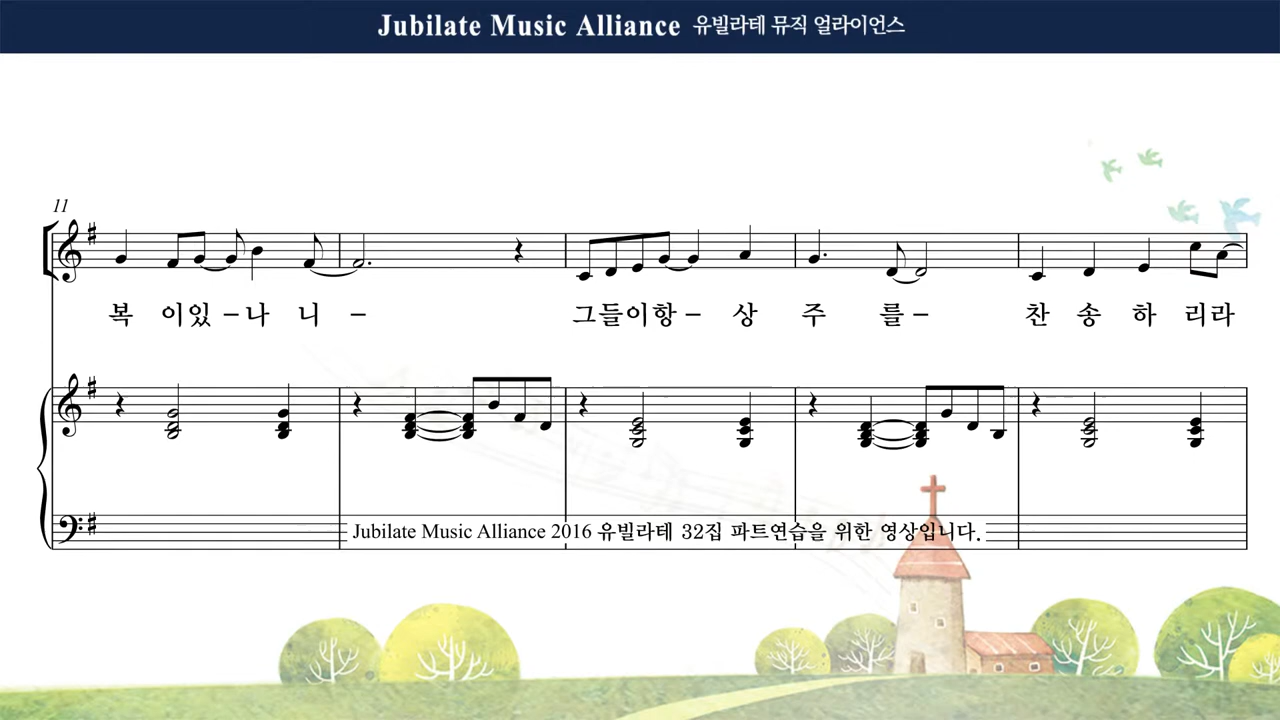 Jubilate Music Alliance 유빌라테 뮤직 얼라이언스
11
복 이있 – 나 니 – 그들이항 – 상 주 를 – 찬 송 하 리라
Jubilate Music Alliance 2016 유빌라테 32집 파트연습을 위한 영상입니다.